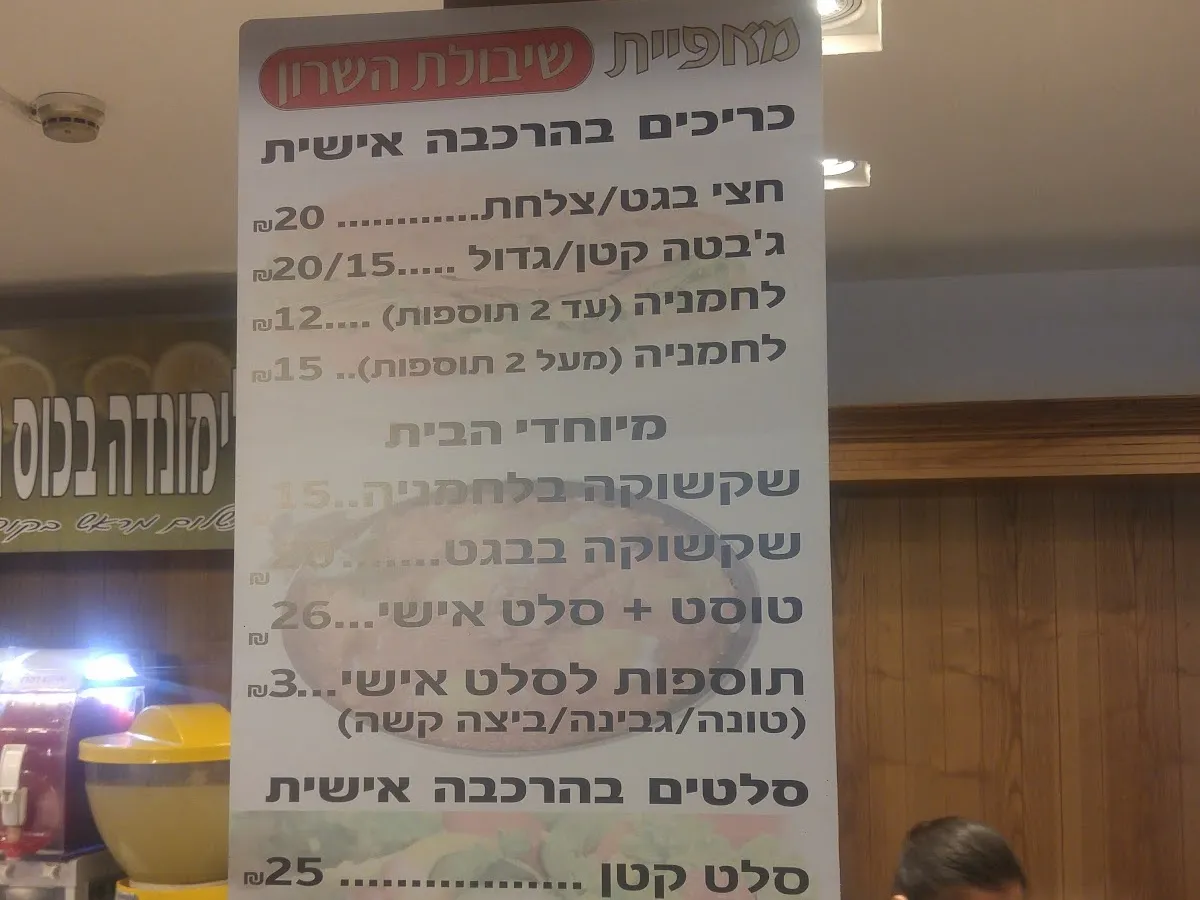 מאפיית שיבולת השרון
כריכים בהרכבה אישית
חצי בגט/צלחת............ 20₪
ג'בטה קטן/גדול .....20/15₪
לחמניה (עד 2 תוספות) ....12₪
לחמניה (מעל 2 תוספות).. 15₪
מיוחדי הבית
שקשוקה בלחמניה..15
שקשוקה בבגט.......20₪
טוסט + סלט אישי...26₪
תוספות לסלט אישי...3₪
(טונה/גבינה/ביצה קשה)
סלטים בהרכבה אישית
סלט קטן ................ 25₪
ימונדה בכוס